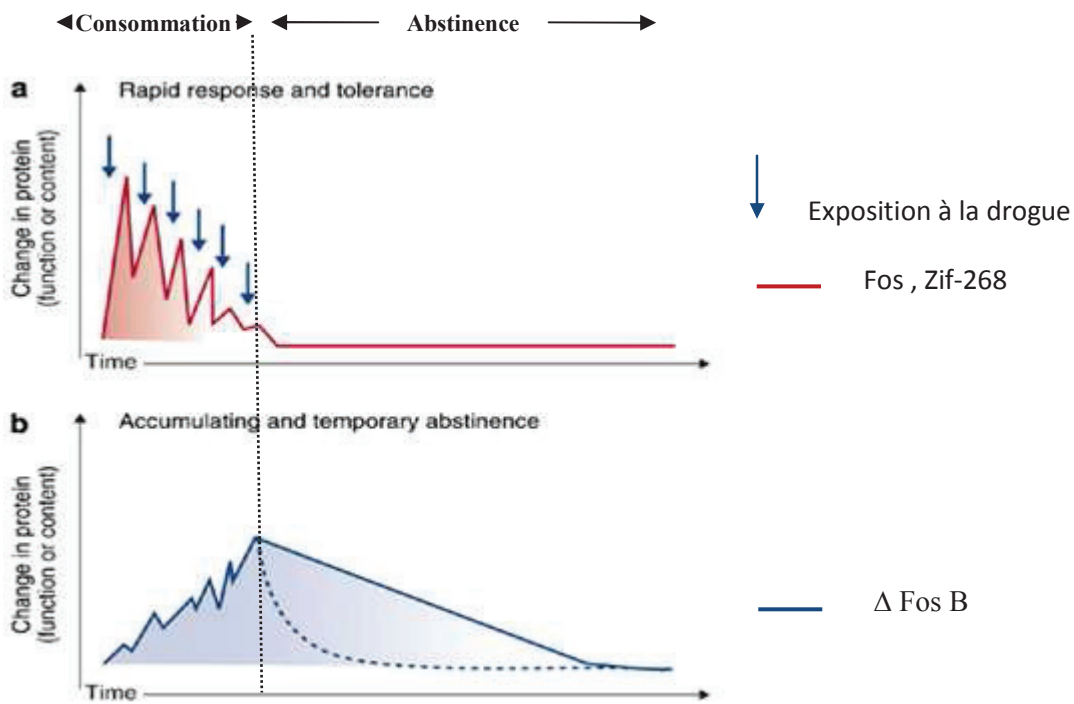 Consommation
Abstinence
a Rapid response and tolerance
Change in protein
(function or content)
Time
Exposition à la drogue
Fos , Zif-268
b Accumulating and temporary abstinence
Change in protein
(function or content)
Time
Δ Fos B